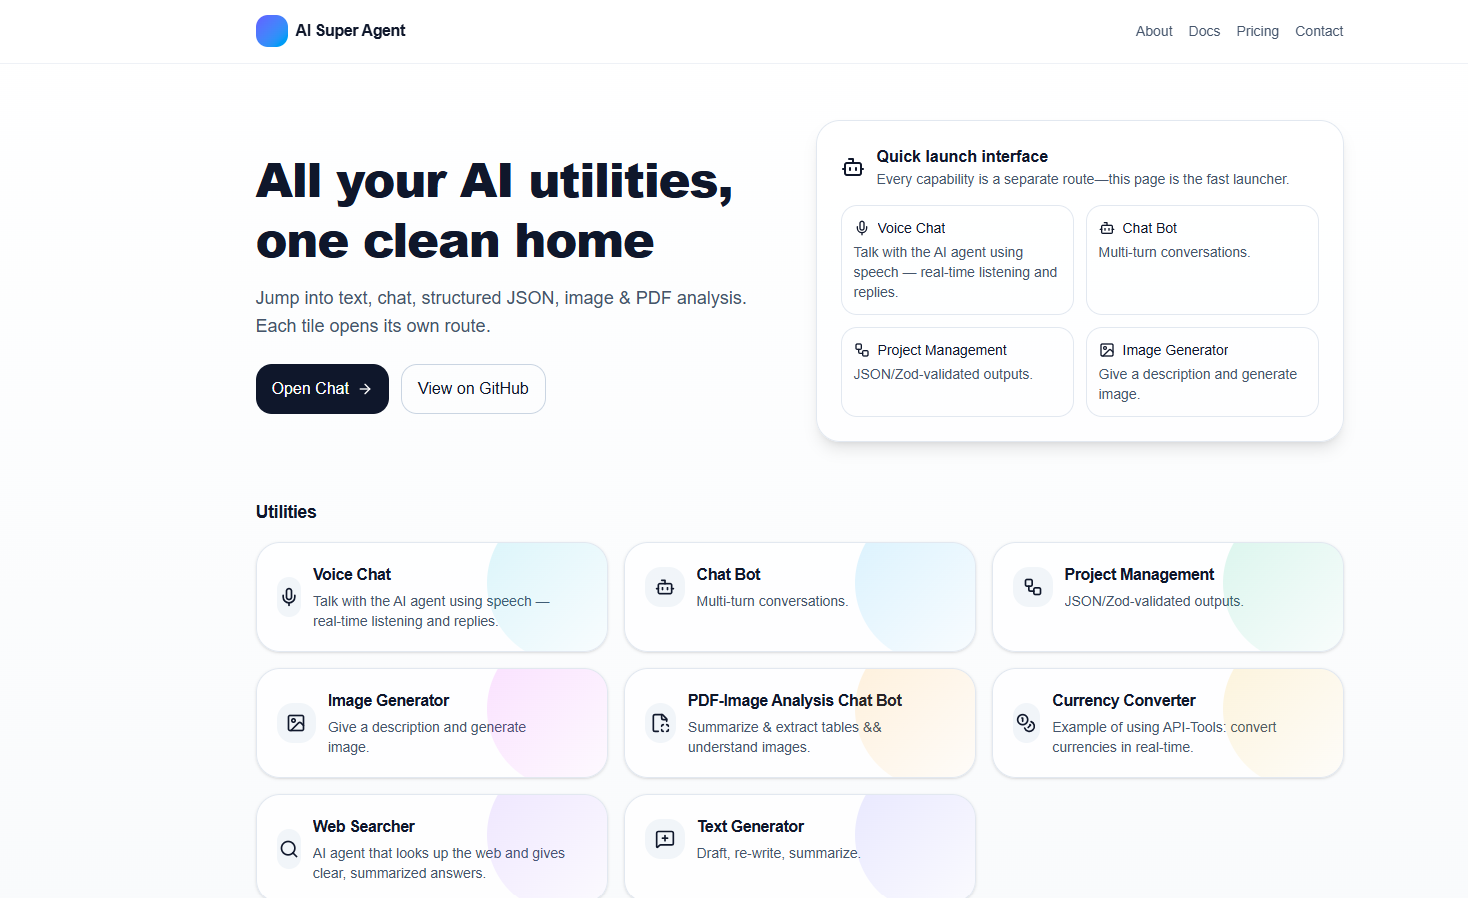 AI Super Agent
About Docs Pricing Contact
All your AI utilities,
one clean home
Jump into text, chat, structured JSON, image & PDF analysis.
Each tile opens its own route.
Open Chat →
View on GitHub
Quick launch interface
Every capability is a separate route—this page is the fast launcher.
Voice Chat
Talk with the AI agent using
speech — real-time listening and
replies.
Chat Bot
Multi-turn conversations.
Project Management
JSON/Zod-validated outputs.
Image Generator
Give a description and generate
image.
Utilities
Voice Chat
Talk with the AI agent using speech —
real-time listening and replies.
Chat Bot
Multi-turn conversations.
Project Management
JSON/Zod-validated outputs.
Image Generator
Give a description and generate
image.
PDF-Image Analysis Chat Bot
Summarize & extract tables &&
understand images.
Currency Converter
Example of using API-Tools: convert
currencies in real-time.
Web Searcher
AI agent that looks up the web and gives
clear, summarized answers.
Text Generator
Draft, re-write, summarize.